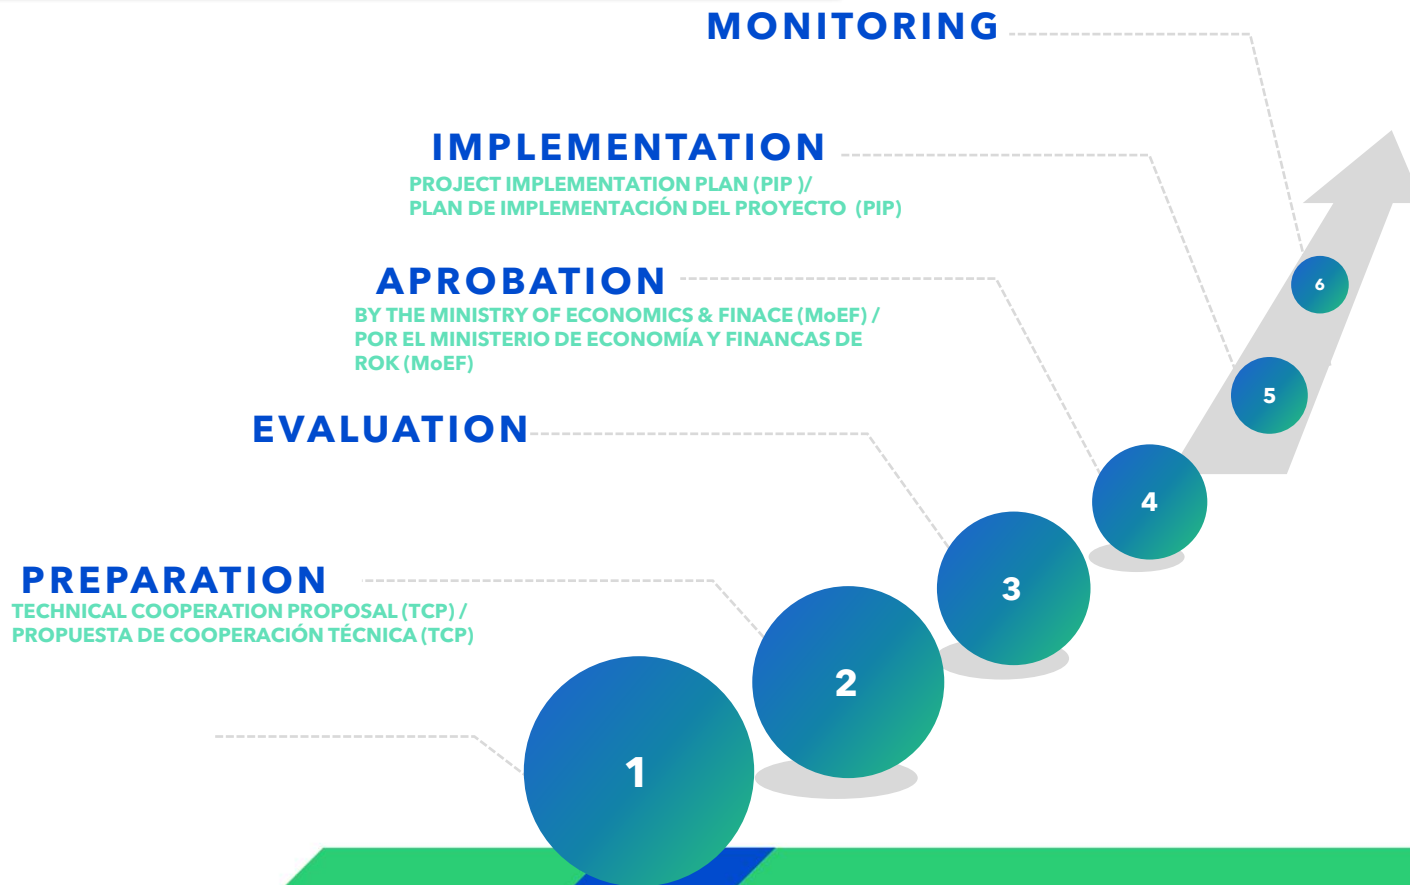 MONITORING
IMPLEMENTATION
PROJECT IMPLEMENTATION PLAN (PIP )/
PLAN DE IMPLEMENTACIÓN DEL PROYECTO (PIP)
APROBATION
BY THE MINISTRY OF ECONOMICS & FINACE (MoEF) /
POR EL MINISTERIO DE ECONOMÍA Y FINANCAS DE
ROK (MoEF)
EVALUATION
PREPARATION
TECHNICAL COOPERATION PROPOSAL (TCP) /
PROPUESTA DE COOPERACIÓN TÉCNICA (TCP)
6
5
4
3
2
1